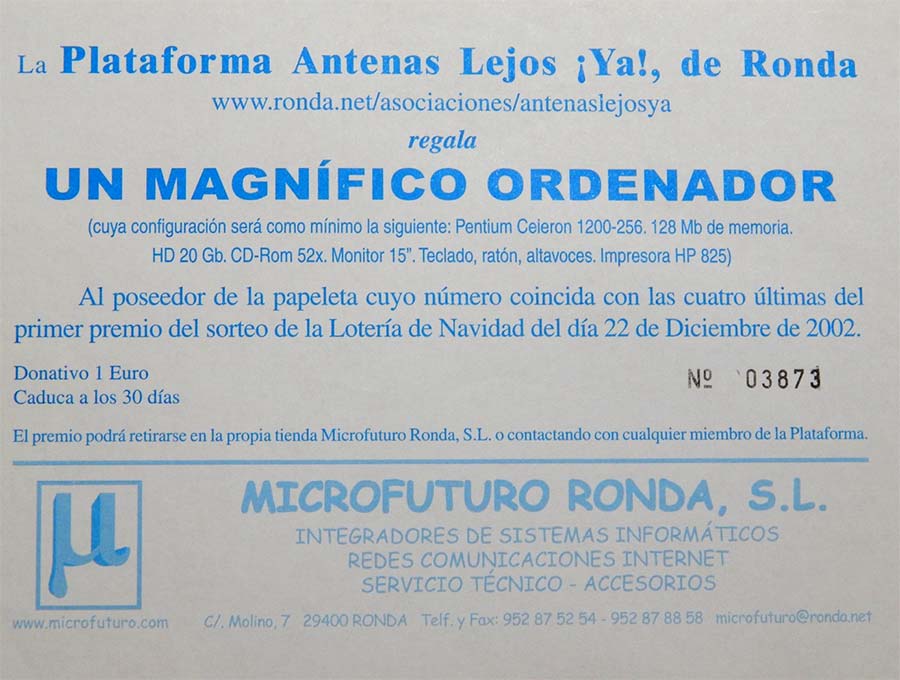 La Plataforma Antenas Lejos ¡Ya!, de Ronda
www.ronda.net/asociaciones/antenaslejosya
regala
UN MAGNÍFICO ORDENADOR
(cuya configuración será como mínimo la siguiente: Pentium Celeron 1200-256. 128 Mb de memoria.
HD 20 Gb. CD-Rom 52x. Monitor 15”. Teclado, ratón, altavoces. Impresora HP 825)
Al poseedor de la papeleta cuyo número coincida con las cuatro últimas del
primer premio del sorteo de la Lotería de Navidad del día 22 de Diciembre de 2002.
Donativo 1 Euro
Caduca a los 30 días
Nº 03873
El premio podrá retirarse en la propia tienda Microfuturo Ronda, S.L. o contactando con cualquier miembro de la Plataforma.
µ
MICROFUTURO RONDA, S.L.
INTEGRADORES DE SISTEMAS INFORMÁTICOS
REDES COMUNICACIONES INTERNET
SERVICIO TÉCNICO - ACCESORIOS
www.microfuturo.com C/. Molino, 7 29400 RONDA Telf. y Fax: 952 87 52 54 - 952 87 88 58 microfuturo@ronda.net